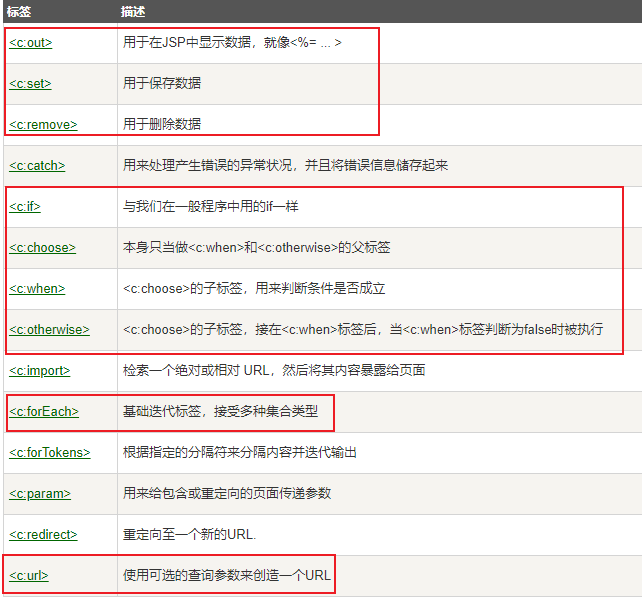 标签 描述
<c:out> 用于在JSP中显示数据，就像<%= ... >
<c:set> 用于保存数据
<c:remove> 用于删除数据
<c:catch> 用来处理产生错误的异常状况，并且将错误信息储存起来
<c:if> 与我们在一般程序中用的if一样
<c:choose> 本身只当做<c:when>和<c:otherwise>的父标签
<c:when> <c:choose>的子标签，用来判断条件是否成立
<c:otherwise> <c:choose>的子标签，接在<c:when>标签后，当<c:when>标签判断为false时被执行
<c:import> 检索一个绝对或相对 URL，然后将其内容暴露给页面
<c:forEach> 基础迭代标签，接受多种集合类型
<c:forTokens> 根据指定的分隔符来分隔内容并迭代输出
<c:param> 用来给包含或重定向的页面传递参数
<c:redirect> 重定向至一个新的URL.
<c:url> 使用可选的查询参数来创造一个URL